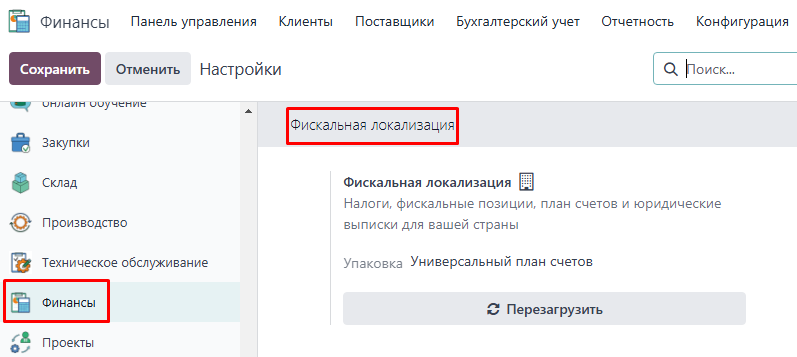 Финансы Панель управления Клиенты Поставщики Бухгалтерский учет Отчетность Конфигурация
Сохранить Отменить Настройки Поиск...
онлайн обучение
Закупки
Склад
Производство
Техническое обслуживание
Финансы
Проекты
Фискальная локализация
Фискальная локализация
Налоги, фискальные позиции, план счетов и юридические
выписки для вашей страны
Упаковка Универсальный план счетов
Перезагрузить